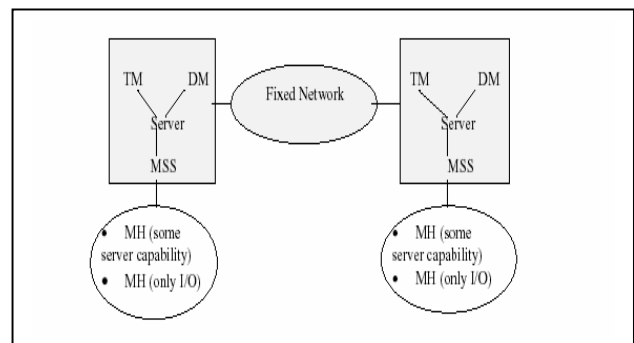 TM DM
Server
MSS
• MH (some
server capability)
• MH (only I/O)
Fixed Network
TM DM
Server
MSS
• MH (some
server capability)
• MH (only I/O)